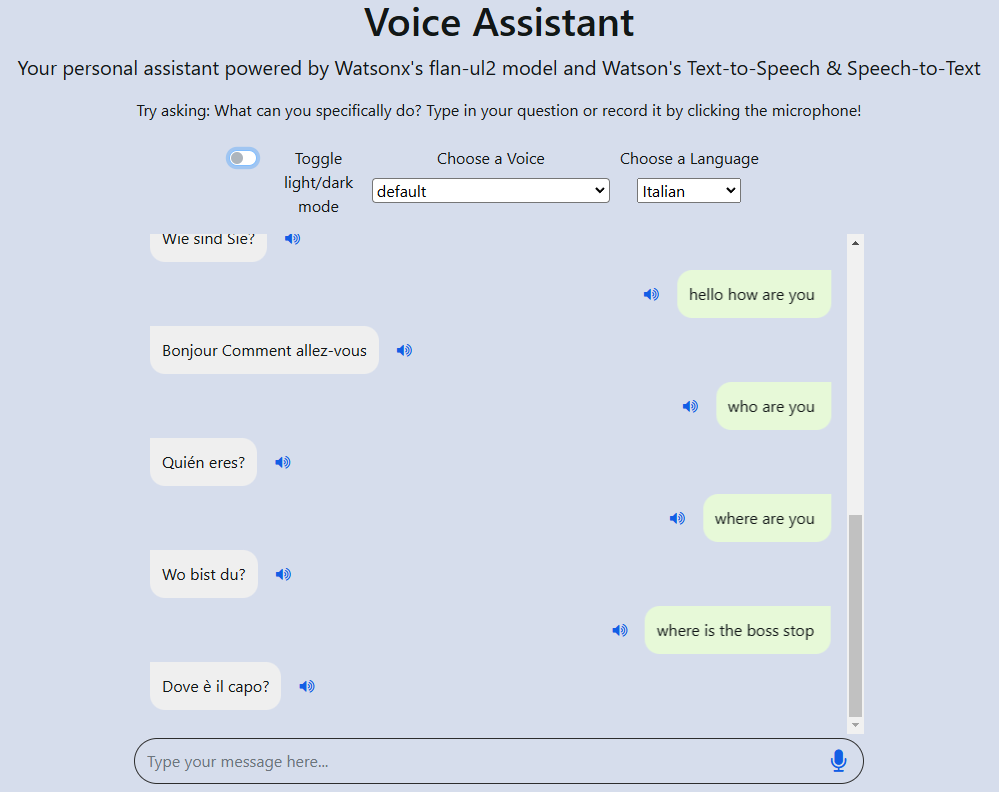 Voice Assistant
Your personal assistant powered by Watsonx's flan-ul2 model and Watson's Text-to-Speech & Speech-to-Text
Try asking: What can you specifically do? Type in your question or record it by clicking the microphone!
Toggle
light/dark
mode
Choose a Voice
default
Choose a Language
Italian
Wie sind Sie?
hello how are you
Bonjour Comment allez-vous
who are you
Quién eres?
where are you
Wo bist du?
where is the boss stop
Dove è il capo?
Type your message here...